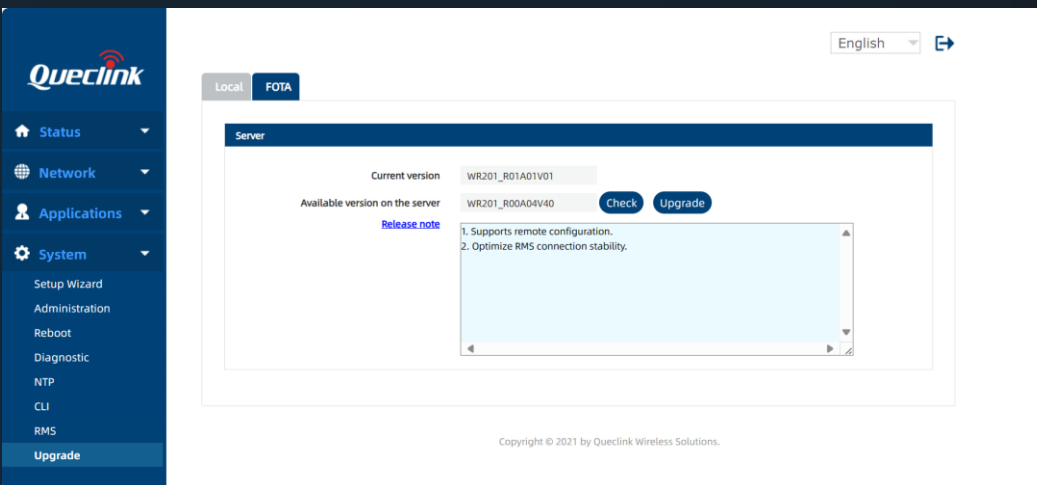 English
Queclink
Local FOTA
Status
Server
Network
Current version WR201_R01A01V01
Available version on the server WR201_R00A04V40 Check Upgrade
Applications
Release note
1. Supports remote configuration.
2. Optimize RMS connection stability.
System
Setup Wizard
Administration
Reboot
Diagnostic
NTP
CLI
RMS
Upgrade
Copyright © 2021 by Queclink Wireless Solutions.